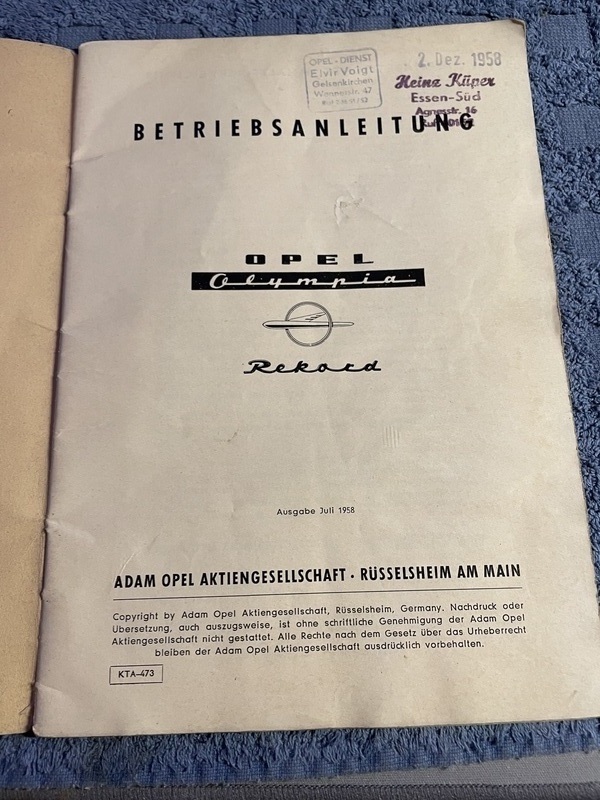 OPEL-DIENST
Elvir Voigt
Gelsenkirchen
2. Dez. 1958
Heinz Küper
Essen-Süd
Agnesstr. 16
BETRIEBSANLEITUNG
OPEL
Olympia
Rekord
Ausgabe Juli 1958
ADAM OPEL AKTIENGESELLSCHAFT · RÜSSELSHEIM AM MAIN
Copyright by Adam Opel Aktiengesellschaft, Rüsselsheim, Germany. Nachdruck oder
Übersetzung, auch auszugsweise, ist ohne schriftliche Genehmigung der Adam Opel
Aktiengesellschaft nicht gestattet. Alle Rechte nach dem Gesetz über das Urheberrecht
bleiben der Adam Opel Aktiengesellschaft ausdrücklich vorbehalten.
KTA–473